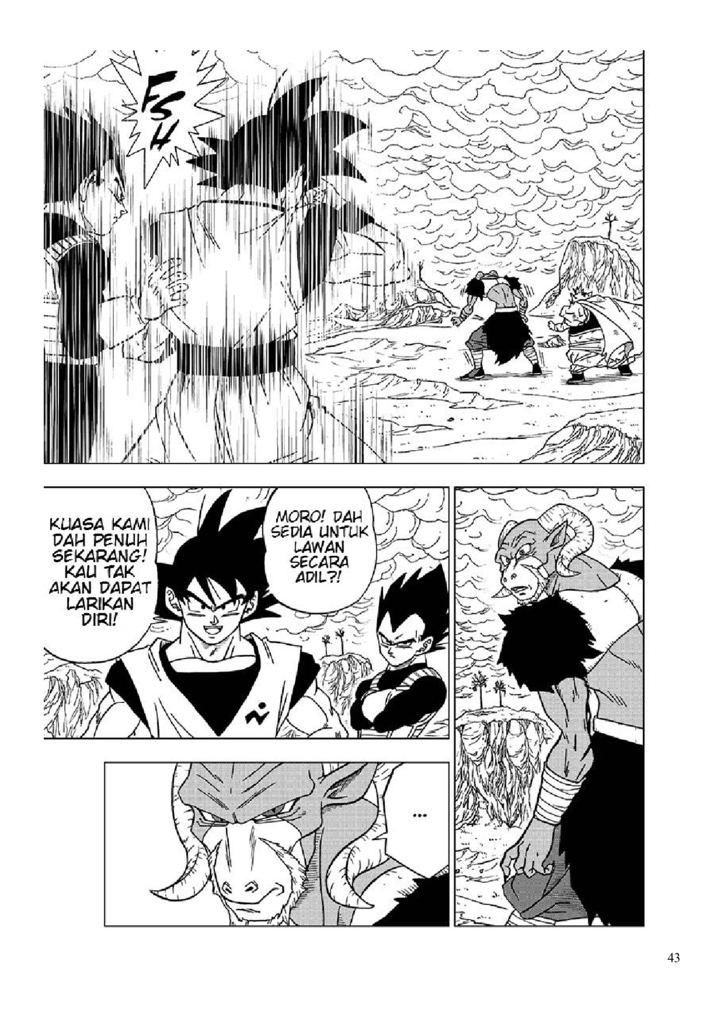 FSH
KUASA KAMI
DAH PENUH
SEKARANG!
KAU TAK
AKAN DAPAT
LARIKAN
DIRI!
MORO! DAH
SEDIA UNTUK
LAWAN
SECARA
ADIL?!
...
43